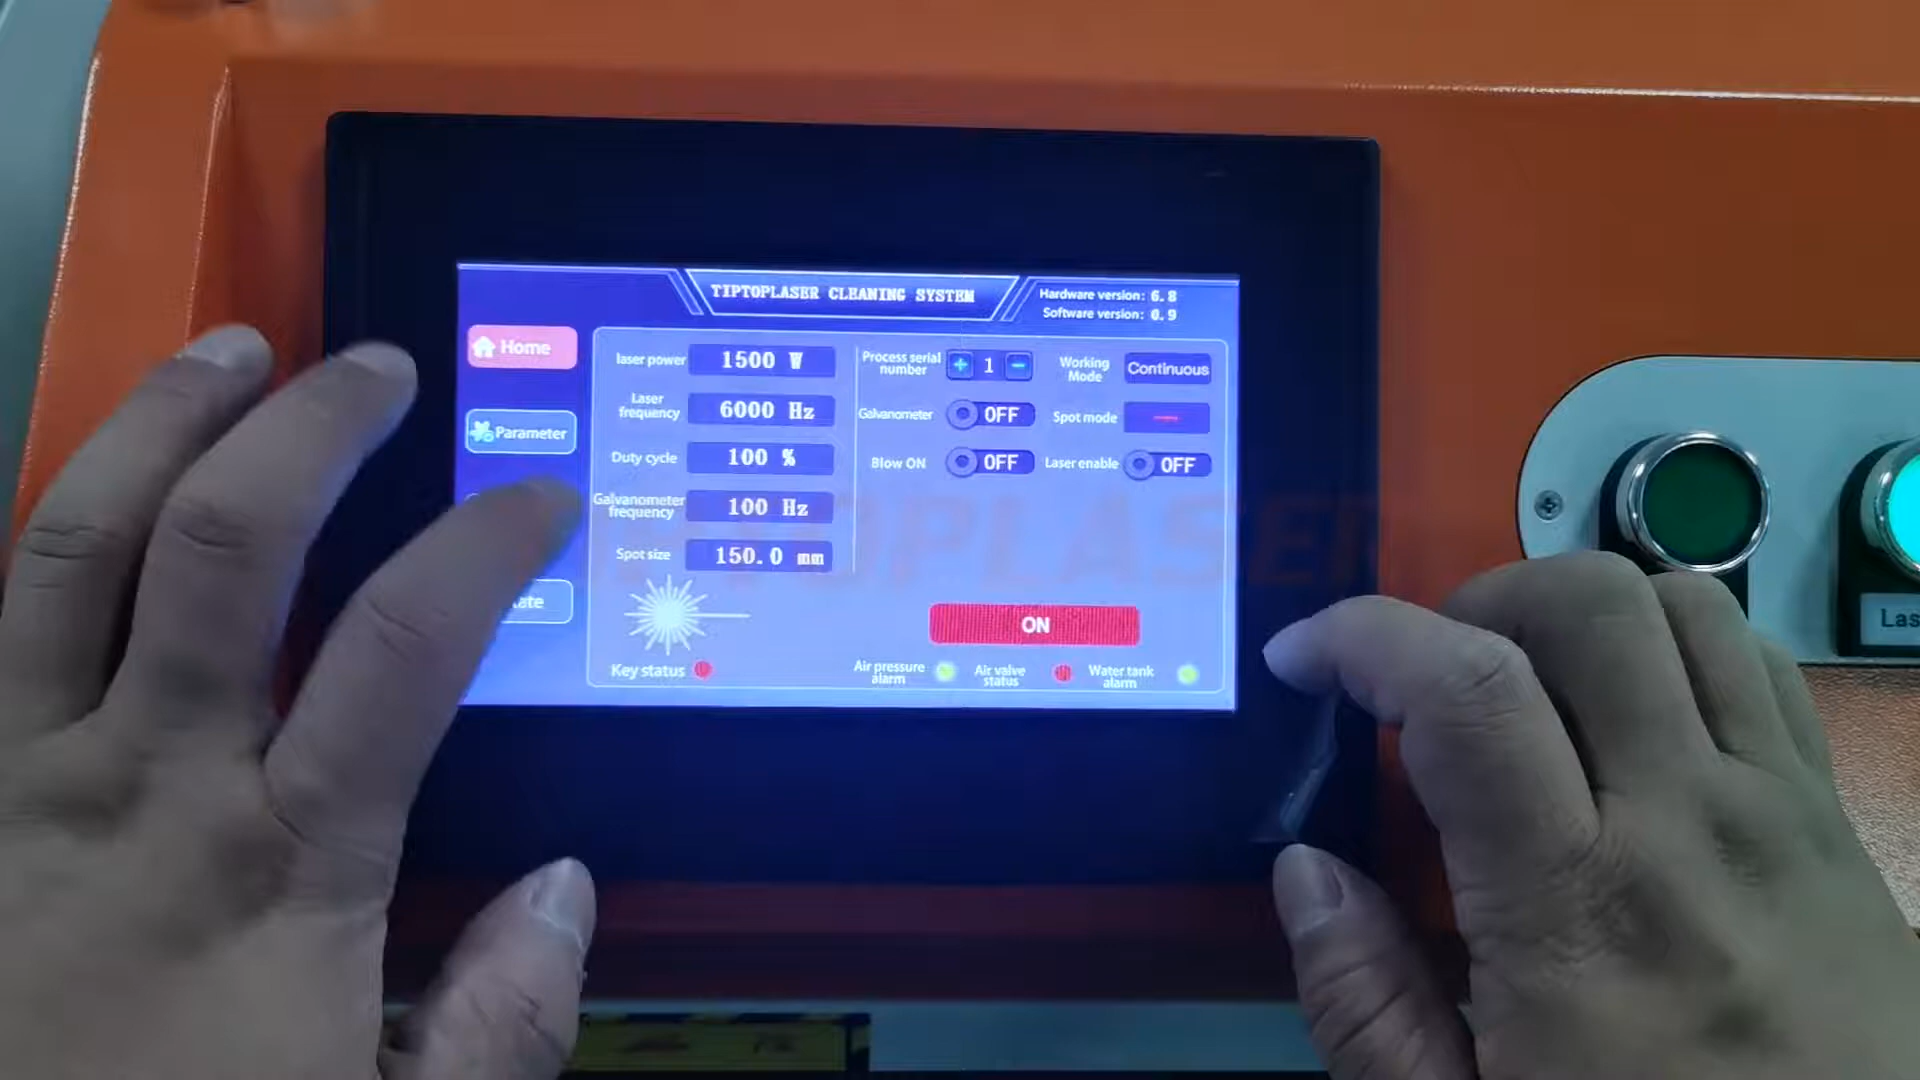 TIPTOPLASER CLEANING SYSTEM
Hardware version: 6.8
Software version: 0.9
Home
Parameter
laser power 1500 W
Laser frequency 6000 Hz
Duty cycle 100 %
Galvanometer frequency 100 Hz
Spot size 150.0 mm
Process serial number + 1 −
Working Mode Continuous
Galvanometer OFF
Spot mode
Blow ON OFF
Laser enable OFF
ON
Key status
Air pressure alarm
Air valve status
Water tank alarm
TIPTOPLASER